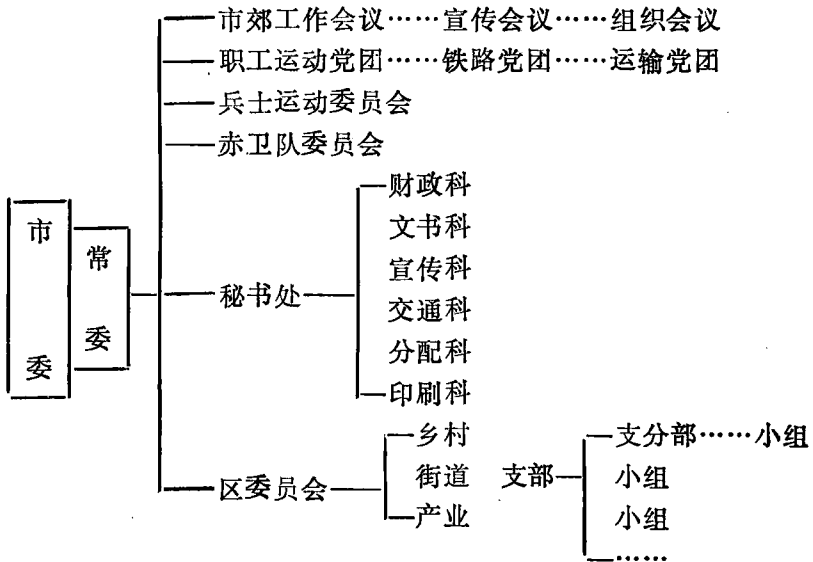 市郊工作会议……宣传会议……组织会议
职工运动党团……铁路党团……运输党团
兵士运动委员会
赤卫队委员会
市委
常委
秘书处
财政科
文书科
宣传科
交通科
分配科
印刷科
区委员会
乡村
街道
产业
支部
支分部……小组
小组
小组
……